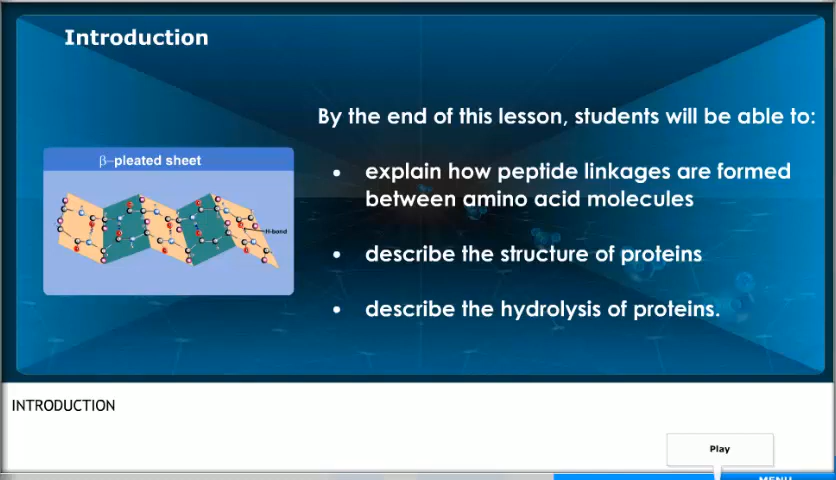 Introduction
By the end of this lesson, students will be able to:
β–pleated sheet
• explain how peptide linkages are formed
between amino acid molecules
H-bond
• describe the structure of proteins
• describe the hydrolysis of proteins.
INTRODUCTION
Play
MENU